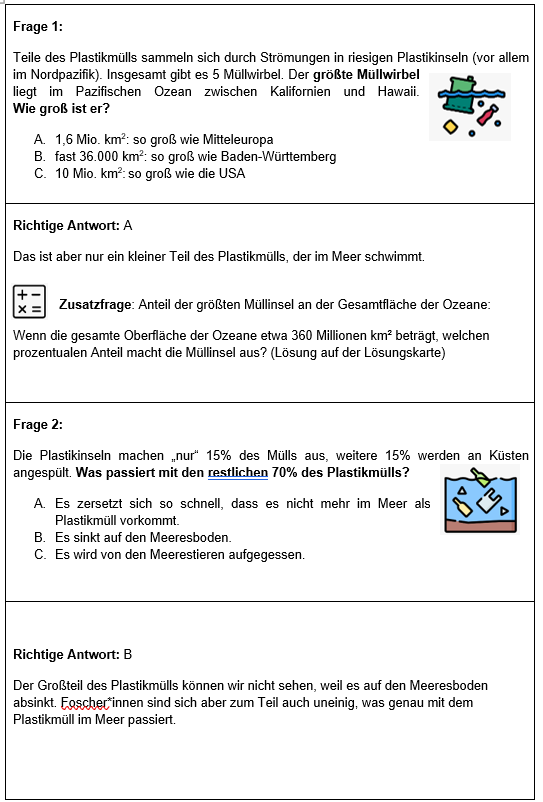 Frage 1:
Teile des Plastikmülls sammeln sich durch Strömungen in riesigen Plastikinseln (vor allem
im Nordpazifik). Insgesamt gibt es 5 Müllwirbel. Der größte Müllwirbel
liegt im Pazifischen Ozean zwischen Kalifornien und Hawaii.
Wie groß ist er?
A. 1,6 Mio. km²: so groß wie Mitteleuropa
B. fast 36.000 km²: so groß wie Baden-Württemberg
C. 10 Mio. km²: so groß wie die USA
Richtige Antwort: A
Das ist aber nur ein kleiner Teil des Plastikmülls, der im Meer schwimmt.
+ − × =
Zusatzfrage: Anteil der größten Müllinsel an der Gesamtfläche der Ozeane:
Wenn die gesamte Oberfläche der Ozeane etwa 360 Millionen km² beträgt, welchen
prozentualen Anteil macht die Müllinsel aus? (Lösung auf der Lösungskarte)
Frage 2:
Die Plastikinseln machen „nur“ 15% des Mülls aus, weitere 15% werden an Küsten
angespült. Was passiert mit den restlichen 70% des Plastikmülls?
A. Es zersetzt sich so schnell, dass es nicht mehr im Meer als
Plastikmüll vorkommt.
B. Es sinkt auf den Meeresboden.
C. Es wird von den Meerestieren aufgegessen.
Richtige Antwort: B
Der Großteil des Plastikmülls können wir nicht sehen, weil es auf den Meeresboden
absinkt. Foscher*innen sind sich aber zum Teil auch uneinig, was genau mit dem
Plastikmüll im Meer passiert.